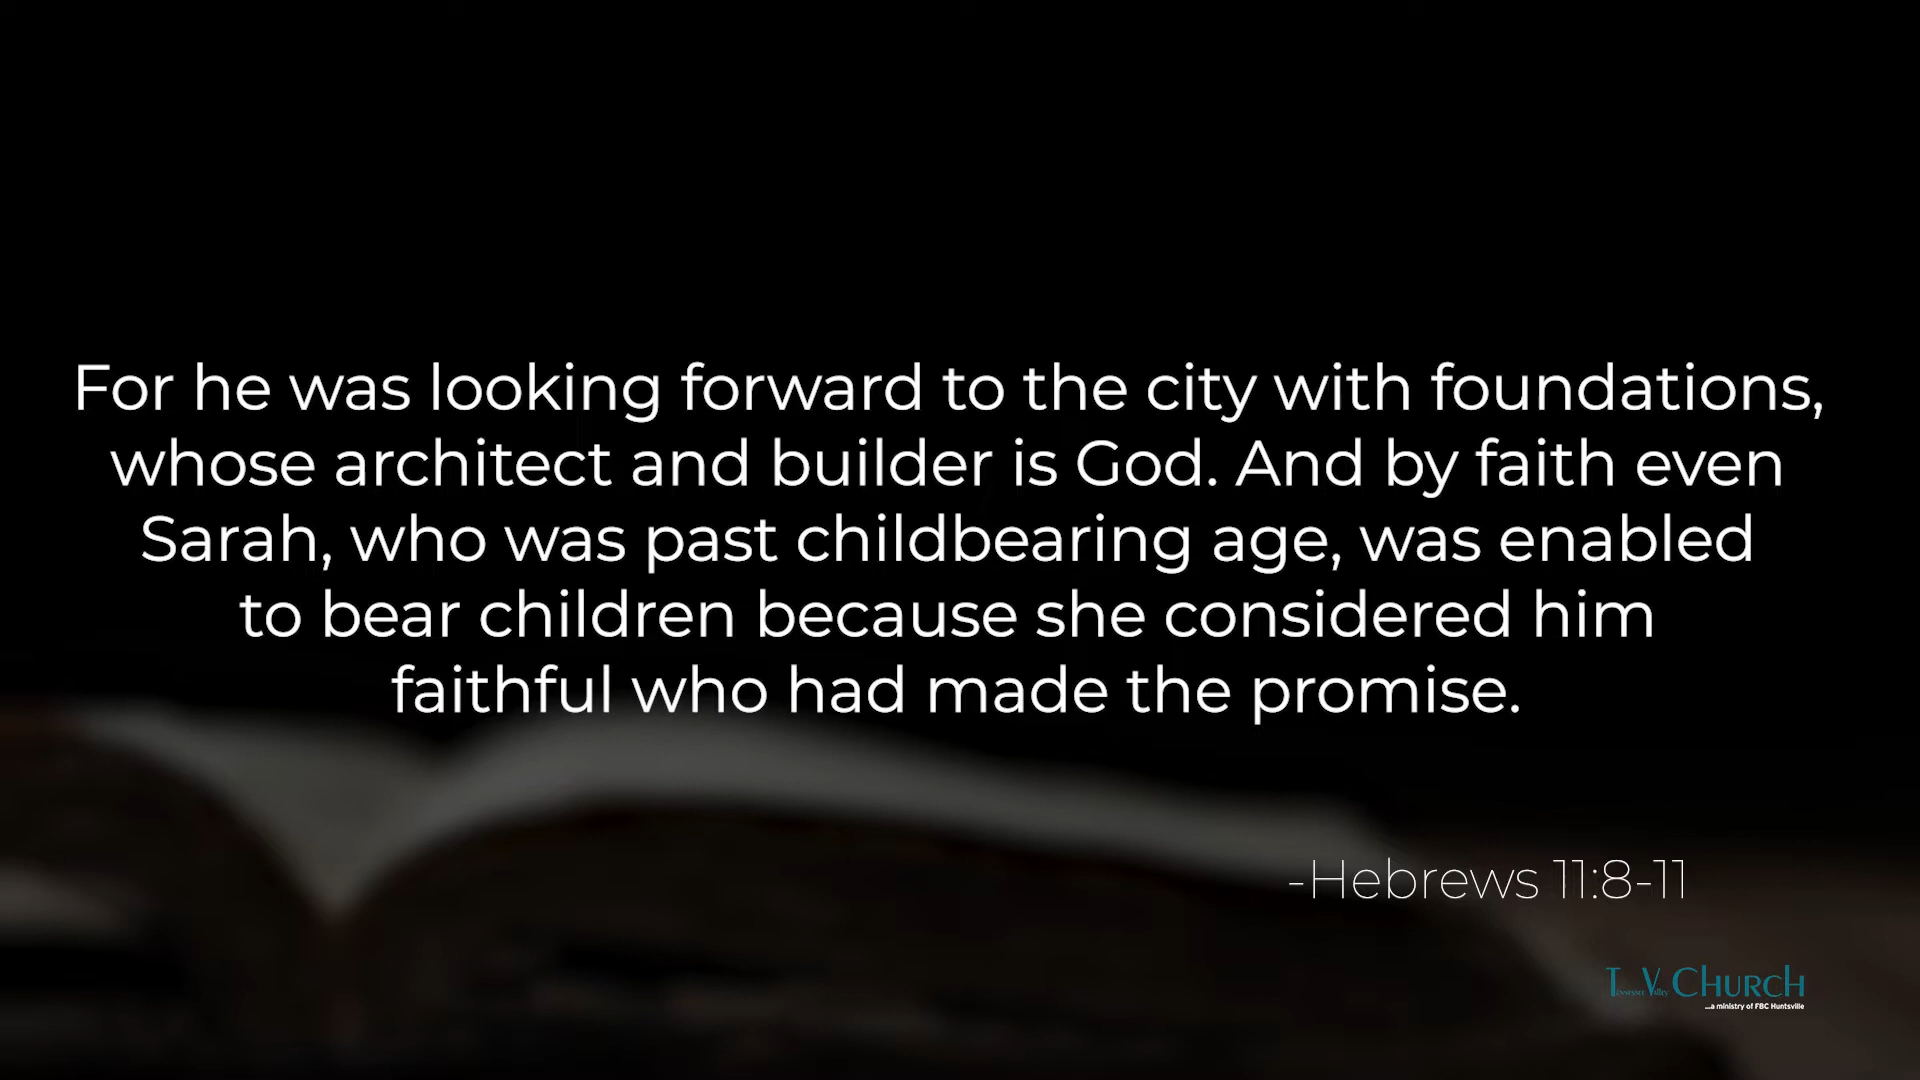 For he was looking forward to the city with foundations,
whose architect and builder is God. And by faith even
Sarah, who was past childbearing age, was enabled
to bear children because she considered him
faithful who had made the promise.
-Hebrews 11:8-11
Tennessee Valley Church
...a ministry of FBC Huntsville